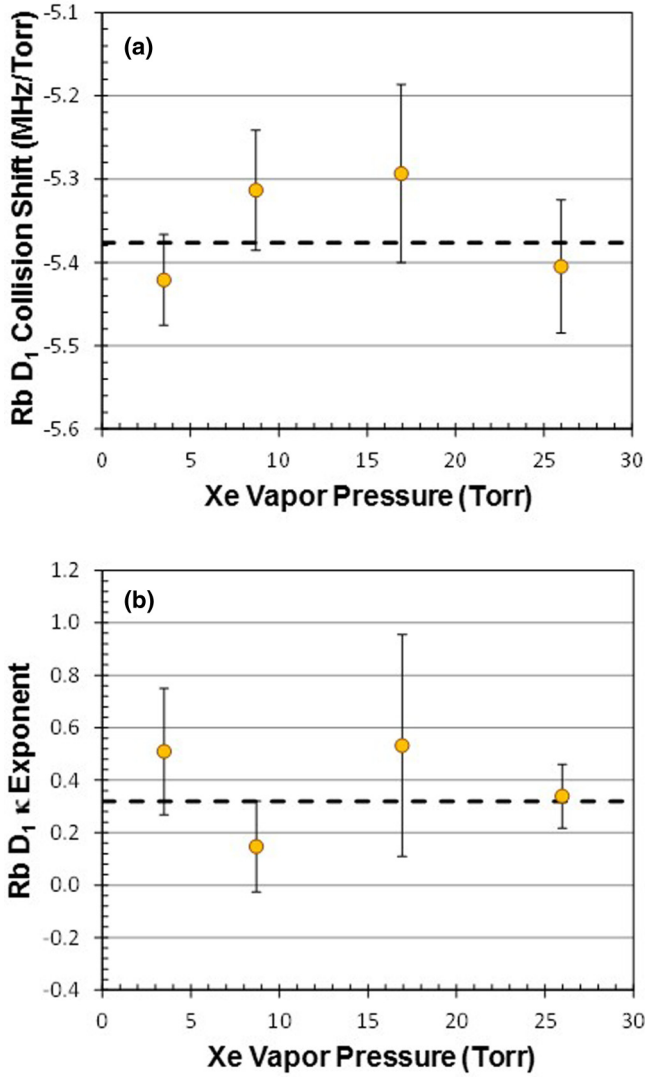 (a)
Rb D₁ Collision Shift (MHz/Torr)
-5.1
-5.2
-5.3
-5.4
-5.5
-5.6
0 5 10 15 20 25 30
Xe Vapor Pressure (Torr)
(b)
Rb D₁ κ Exponent
1.2
1.0
0.8
0.6
0.4
0.2
0.0
-0.2
-0.4
0 5 10 15 20 25 30
Xe Vapor Pressure (Torr)